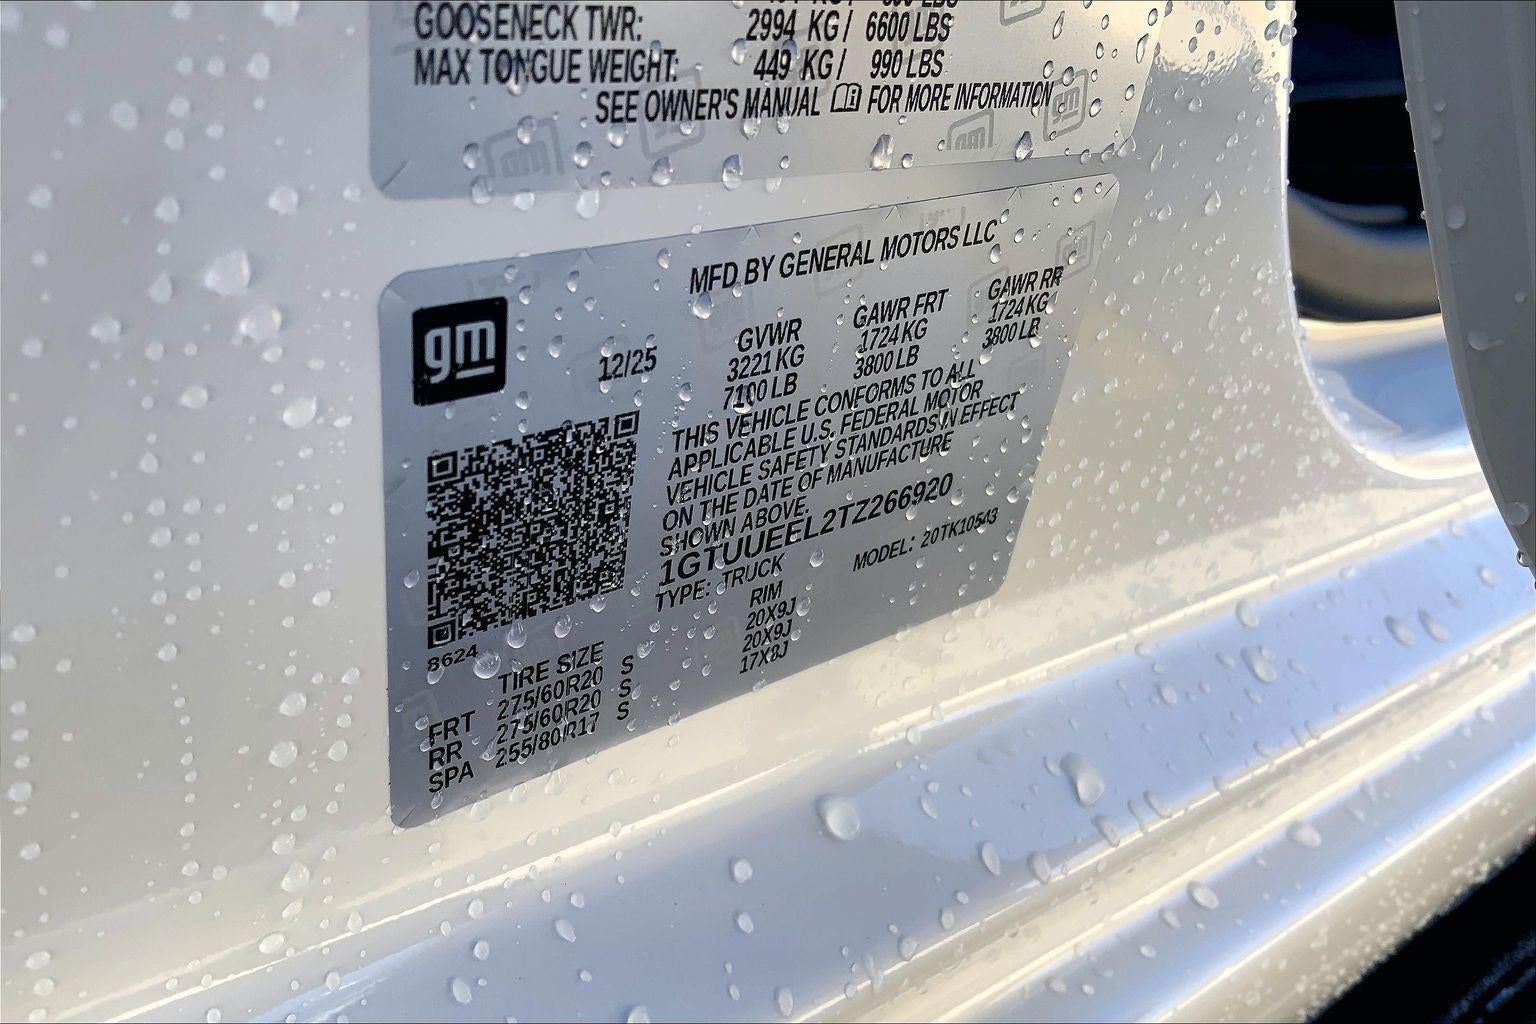 GOOSENECK TWR: 2994 KG/ 6600 LBS
MAX TONGUE WEIGHT: 449 KG/ 990 LBS
SEE OWNER'S MANUAL FOR MORE INFORMATION
MFD BY GENERAL MOTORS LLC
gm
12/25
GVWR GAWR FRT GAWR RR
3221 KG 1724 KG 1724 KG
7100 LB 3800 LB 3800 LB
THIS VEHICLE CONFORMS TO ALL
APPLICABLE U.S. FEDERAL MOTOR
VEHICLE SAFETY STANDARDS IN EFFECT
ON THE DATE OF MANUFACTURE
SHOWN ABOVE.
1GTUUEEL2TZ266920
TYPE: TRUCK MODEL: 20TK10543
8624
TIRE SIZE RIM
FRT 275/60R20 S 20X9J
RR 275/60R20 S 20X9J
SPA 255/80R17 S 17X8J